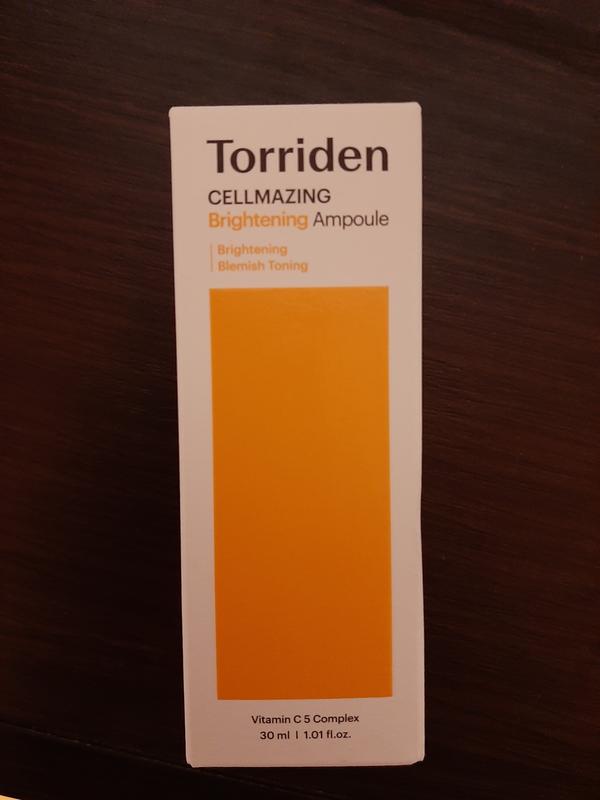 Torriden
CELLMAZING
Brightening Ampoule
Brightening
Blemish Toning
Vitamin C 5 Complex
30 ml | 1.01 fl.oz.